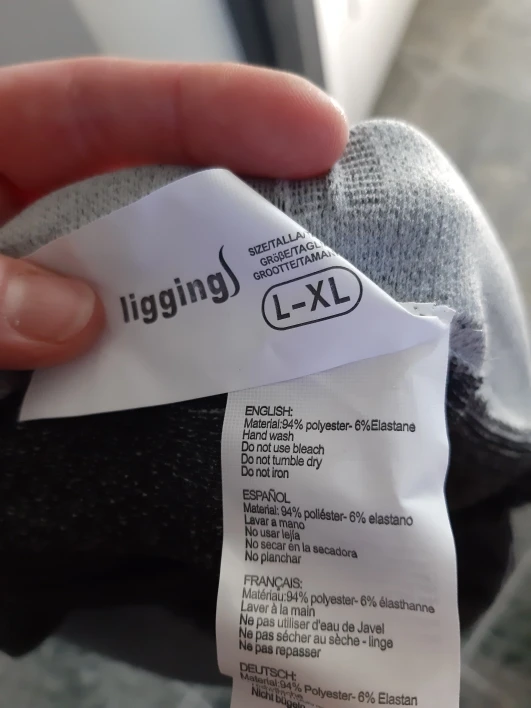 ligging
SIZE/TALLA/
GRÖßE/TAGL
GROOTTE/TAMA
L-XL
ENGLISH:
Material:94% polyester- 6%Elastane
Hand wash
Do not use bleach
Do not tumble dry
Do not iron
ESPAÑOL
Material: 94% poliéster- 6% elastano
Lavar a mano
No usar lejía
No secar en la secadora
No planchar
FRANÇAIS:
Matériau:94% polyester- 6% élasthanne
Laver à la main
Ne pas utiliser d'eau de Javel
Ne pas sécher au sèche - linge
Ne pas repasser
DEUTSCH:
Material:94% Polyester- 6% Elastan
Nicht bügeln